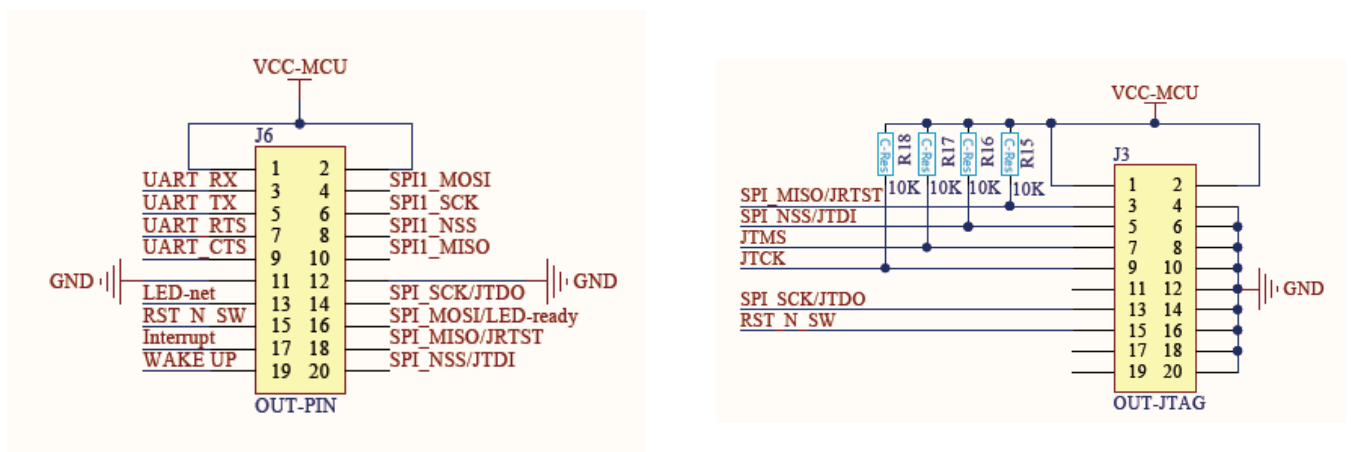 VCC-MCU
J6
1 2
UART_RX 3 4 SPI1_MOSI
UART_TX 5 6 SPI1_SCK
UART_RTS 7 8 SPI1_NSS
UART_CTS 9 10 SPI1_MISO
GND 11 12 GND
LED-net 13 14 SPI_SCK/JTDO
RST_N_SW 15 16 SPI_MOSI/LED-ready
Interrupt 17 18 SPI_MISO/JRTST
WAKE UP 19 20 SPI_NSS/JTDI
OUT-PIN
VCC-MCU
C-Res R18 C-Res R17 C-Res R16 C-Res R15
10K 10K 10K 10K
J3
1 2
SPI_MISO/JRTST 3 4
SPI_NSS/JTDI 5 6
JTMS 7 8
JTCK 9 10
11 12 GND
SPI_SCK/JTDO 13 14
RST_N_SW 15 16
17 18
19 20
OUT-JTAG